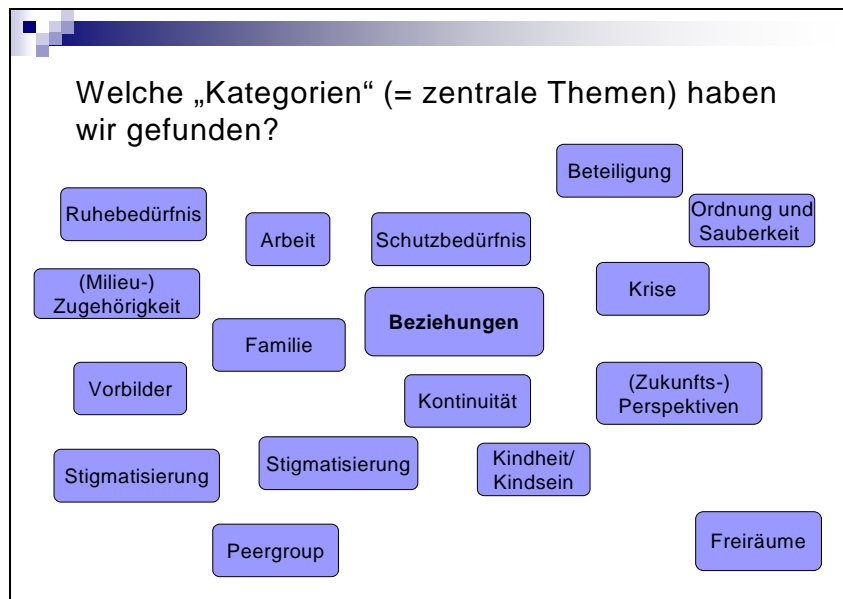 Welche „Kategorien“ (= zentrale Themen) haben
wir gefunden?
Beteiligung
Ruhebedürfnis
Arbeit
Schutzbedürfnis
Ordnung und
Sauberkeit
(Milieu-)
Zugehörigkeit
Krise
Beziehungen
Familie
Vorbilder
Kontinuität
(Zukunfts-)
Perspektiven
Stigmatisierung
Stigmatisierung
Kindheit/
Kindsein
Peergroup
Freiräume